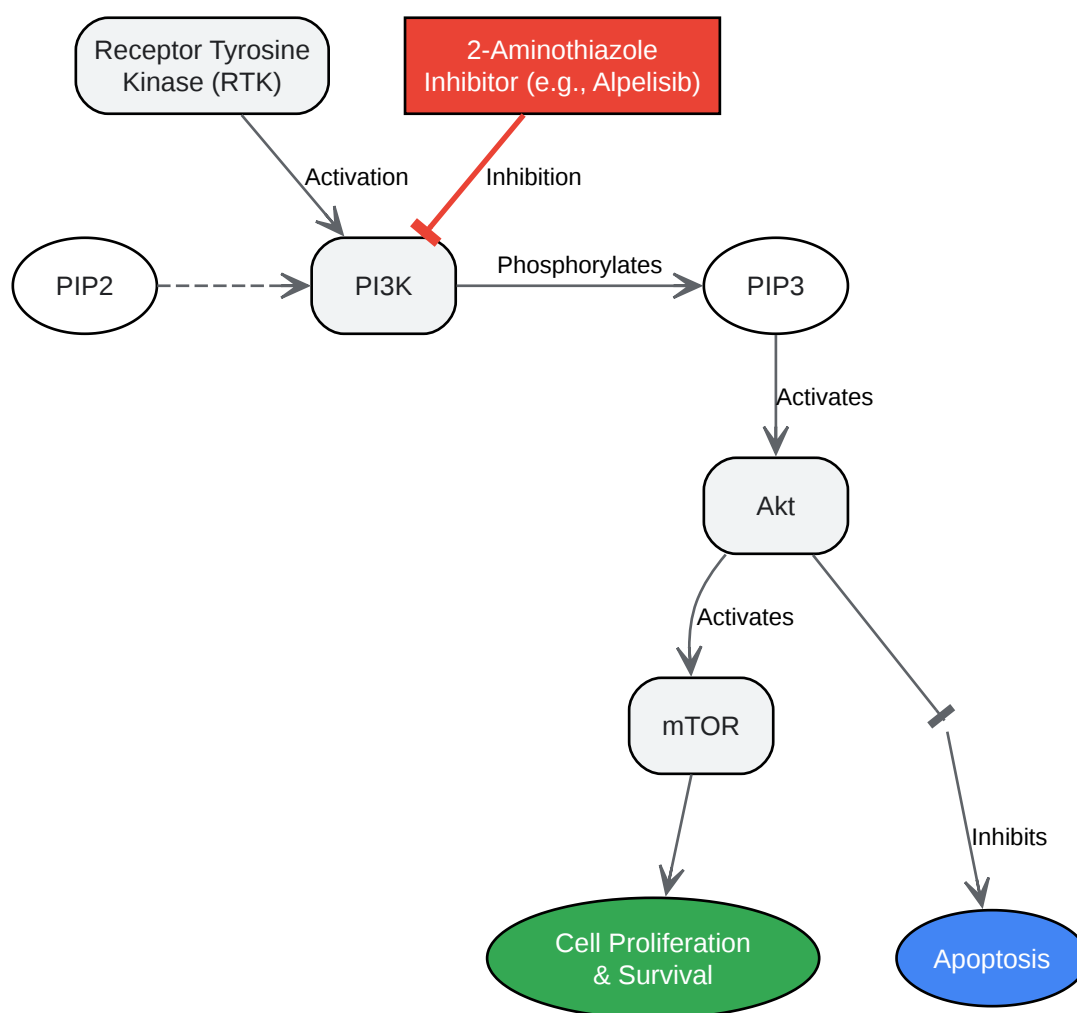 Receptor Tyrosine
Kinase (RTK)
2-Aminothiazole
Inhibitor (e.g., Alpelisib)
Activation
Inhibition
PIP2
PI3K
Phosphorylates
PIP3
Activates
Akt
Activates
mTOR
Inhibits
Cell Proliferation
& Survival
Apoptosis